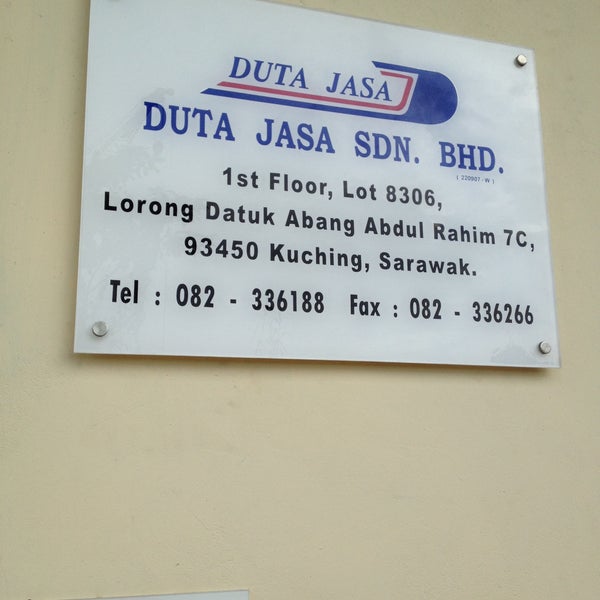 DUTA JASA
DUTA JASA SDN. BHD.
( 220907 - W )
1st Floor, Lot 8306,
Lorong Datuk Abang Abdul Rahim 7C,
93450 Kuching, Sarawak.
Tel : 082 - 336188 Fax : 082 - 336266